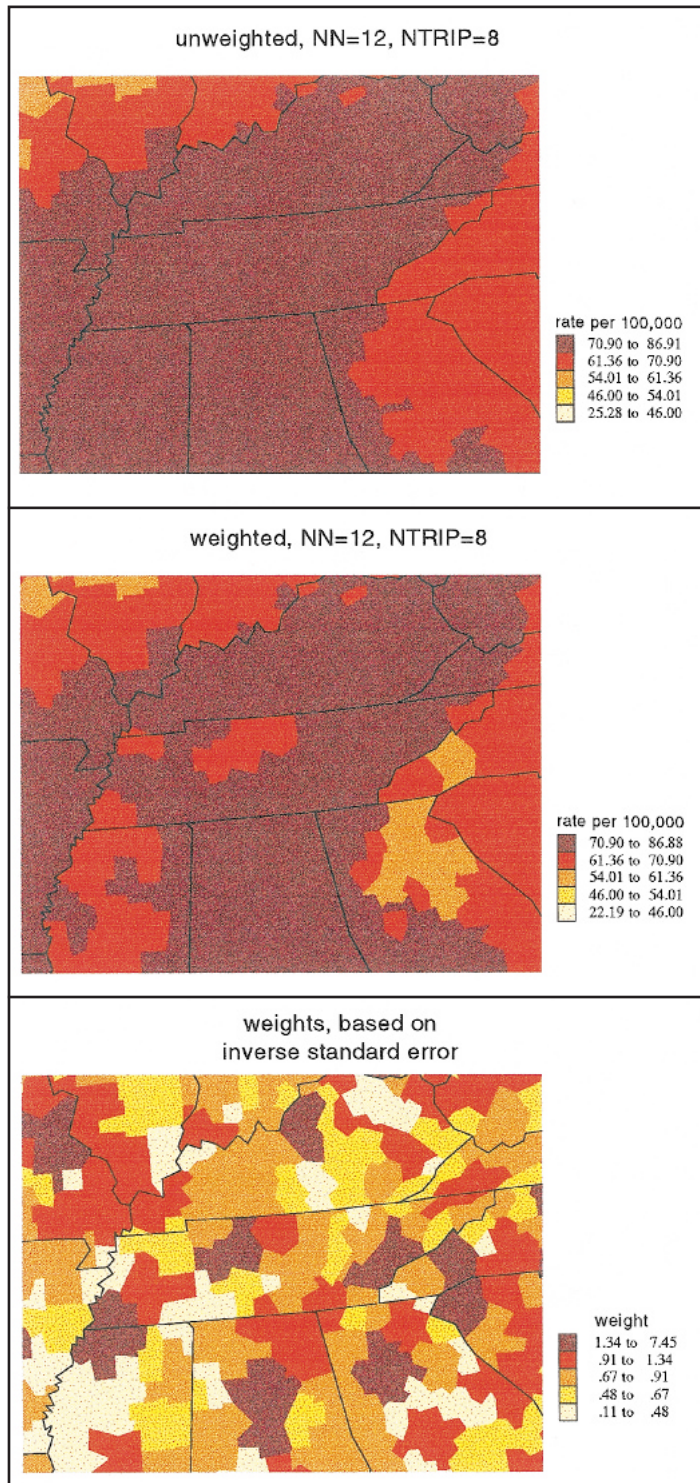 unweighted, NN=12, NTRIP=8
rate per 100,000
70.90 to 86.91
61.36 to 70.90
54.01 to 61.36
46.00 to 54.01
25.28 to 46.00
weighted, NN=12, NTRIP=8
rate per 100,000
70.90 to 86.88
61.36 to 70.90
54.01 to 61.36
46.00 to 54.01
22.19 to 46.00
weights, based on
inverse standard error
weight
1.34 to 7.45
.91 to 1.34
.67 to .91
.48 to .67
.11 to .48